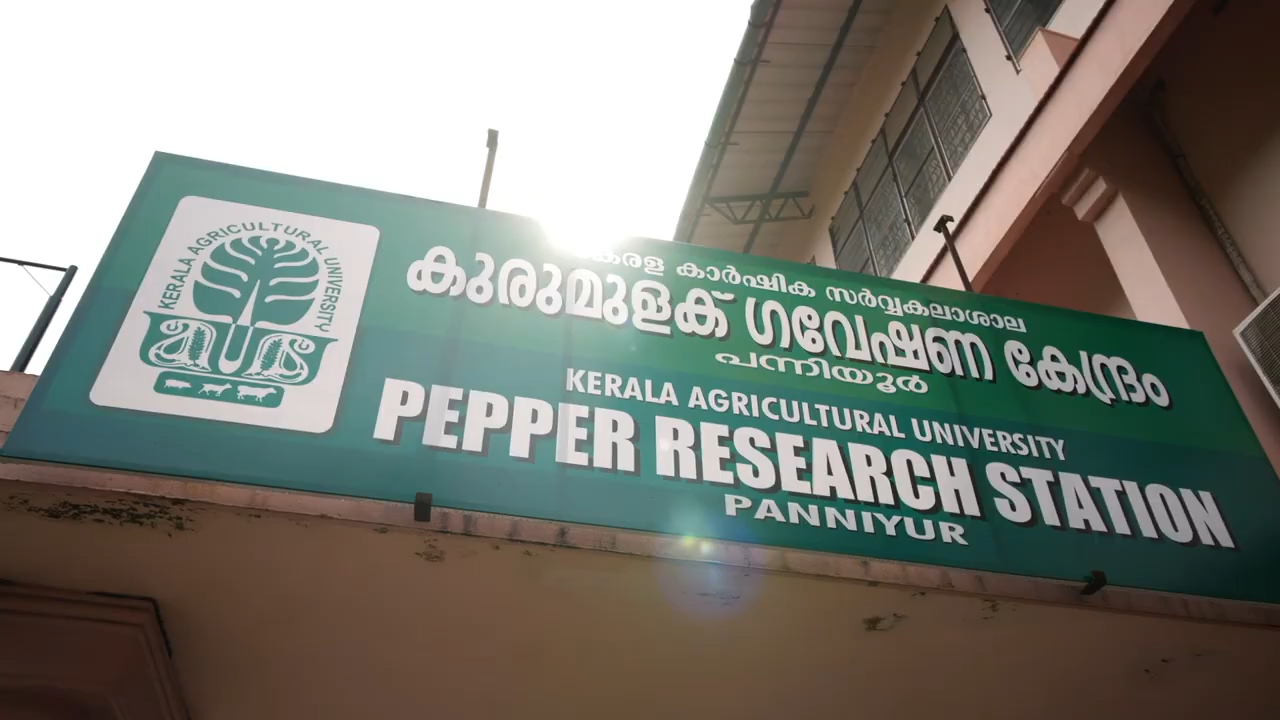 KERALA AGRICULTURAL UNIVERSITY
കേരള കാർഷിക സർവ്വകലാശാല
കുരുമുളക് ഗവേഷണ കേന്ദ്രം
പന്നിയൂർ
KERALA AGRICULTURAL UNIVERSITY
PEPPER RESEARCH STATION
PANNIYUR